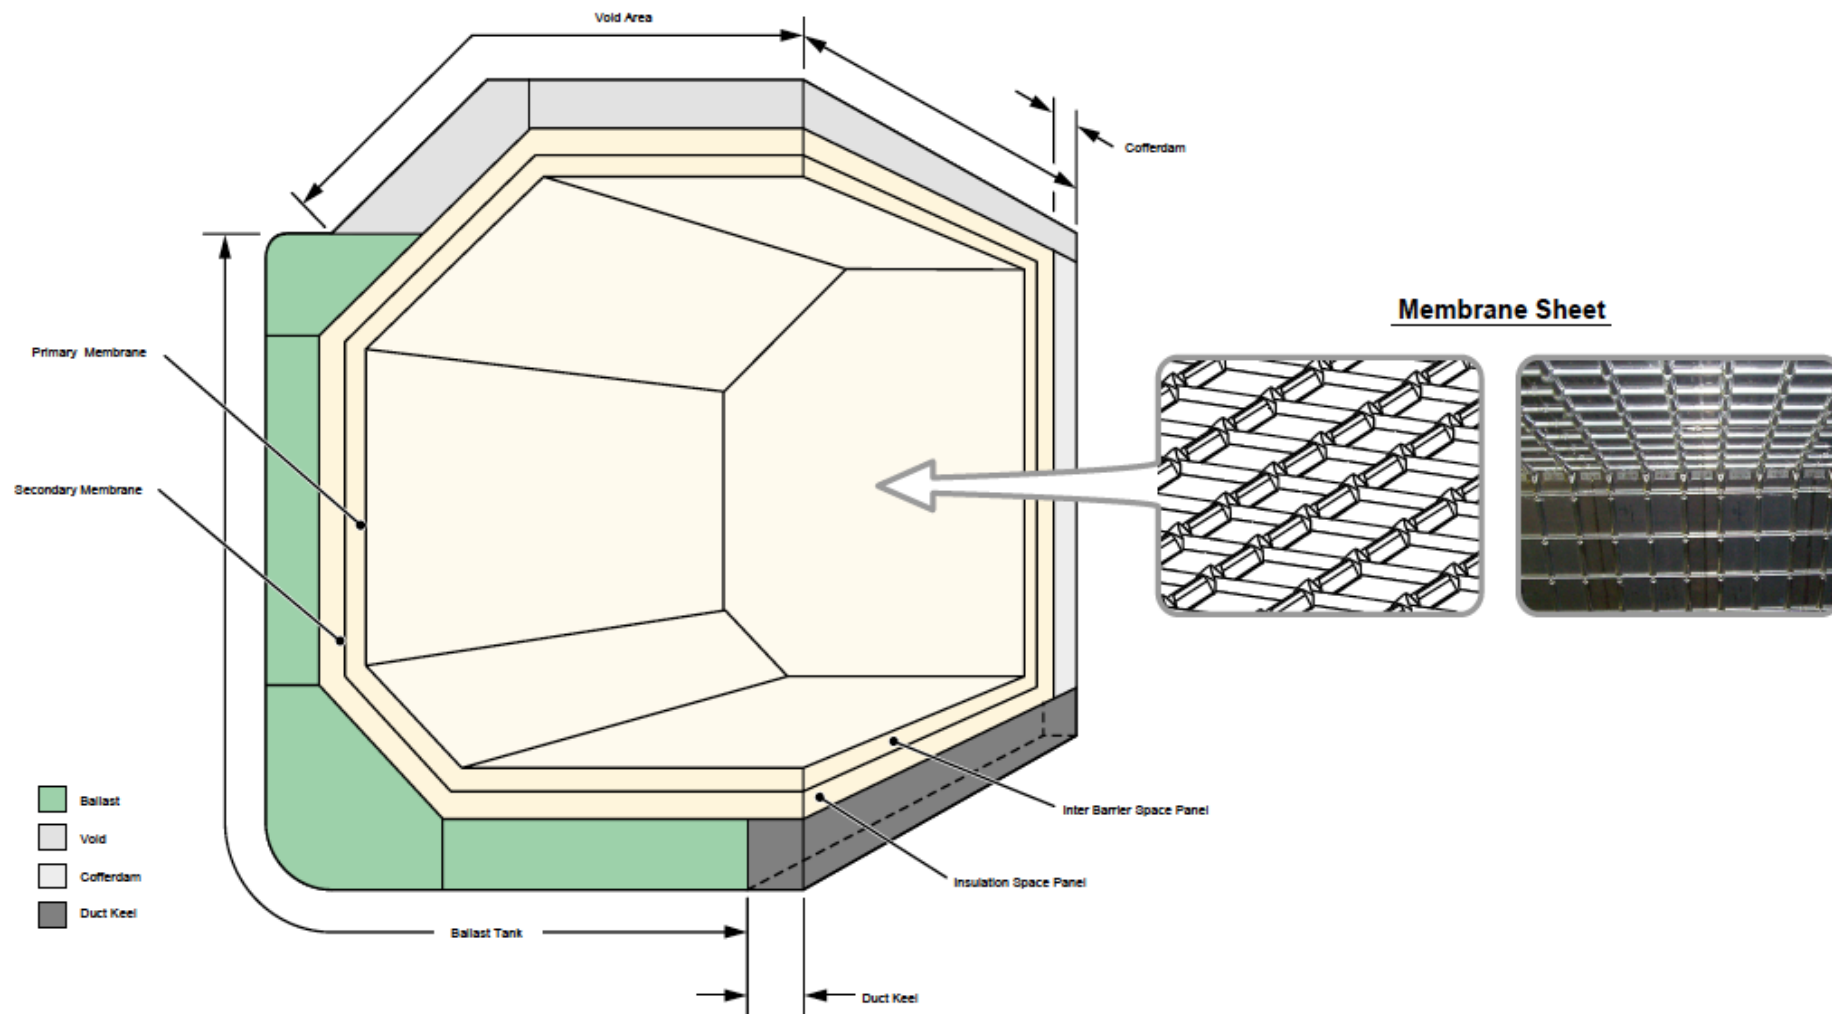 Void Area
Cofferdam
Membrane Sheet
Primary Membrane
Secondary Membrane
Inter Barrier Space Panel
Insulation Space Panel
Ballast
Void
Cofferdam
Duct Keel
Ballast Tank
Duct Keel